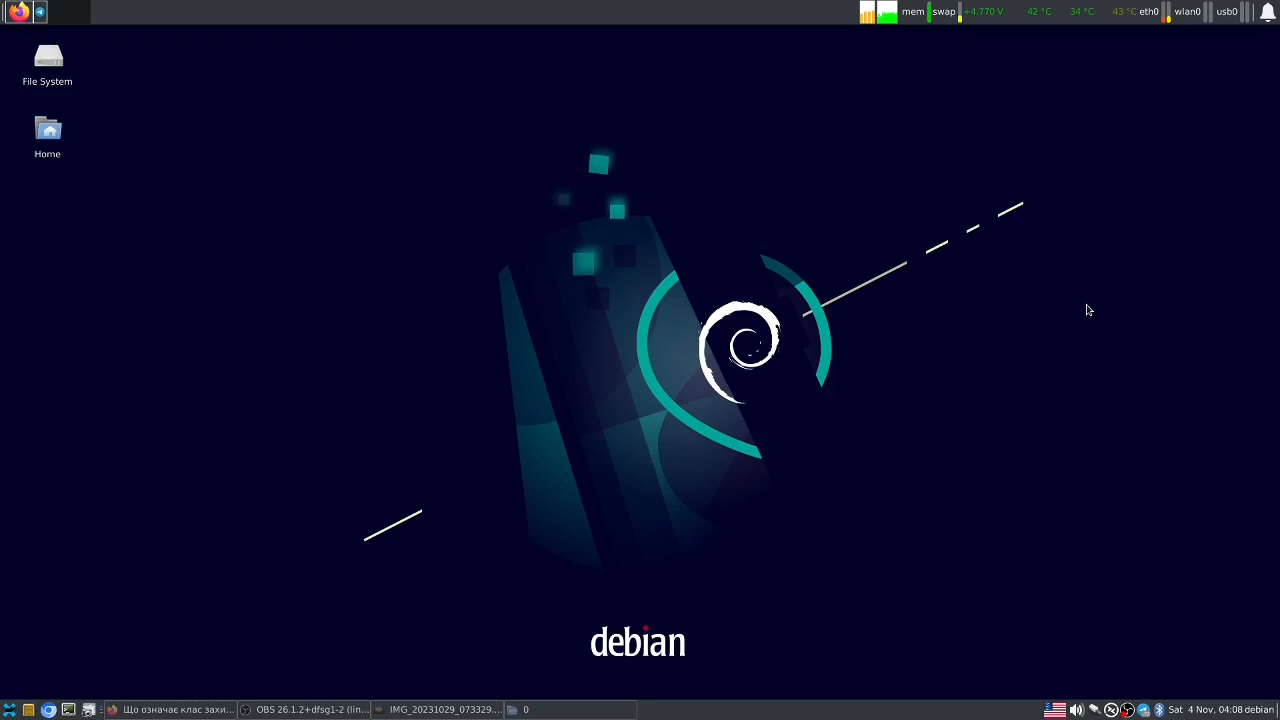 mem swap +4.770 V 42 °C 34 °C 43 °C eth0 wlan0 usb0
File System
Home
debian
Що означає клас захи... OBS 26.1.2+dfsg1-2 (lin... IMG_20231029_073329.... 0 Sat 4 Nov, 04:08 debian